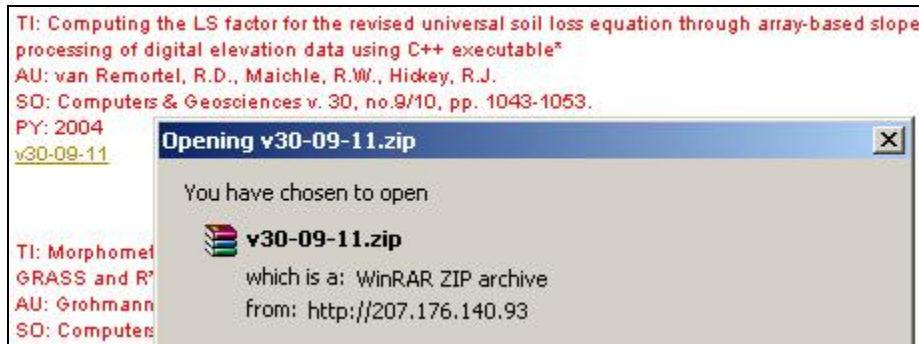 TI: Computing the LS factor for the revised universal soil loss equation through array-based slope
processing of digital elevation data using C++ executable*
AU: van Remortel, R.D., Maichle, R.W., Hickey, R.J.
SO: Computers & Geosciences v. 30, no.9/10, pp. 1043-1053.
PY: 2004
v30-09-11
Opening v30-09-11.zip
You have chosen to open
v30-09-11.zip
which is a: WinRAR ZIP archive
from: http://207.176.140.93
TI: Morphomet
GRASS and R*
AU: Grohmann
SO: Computers